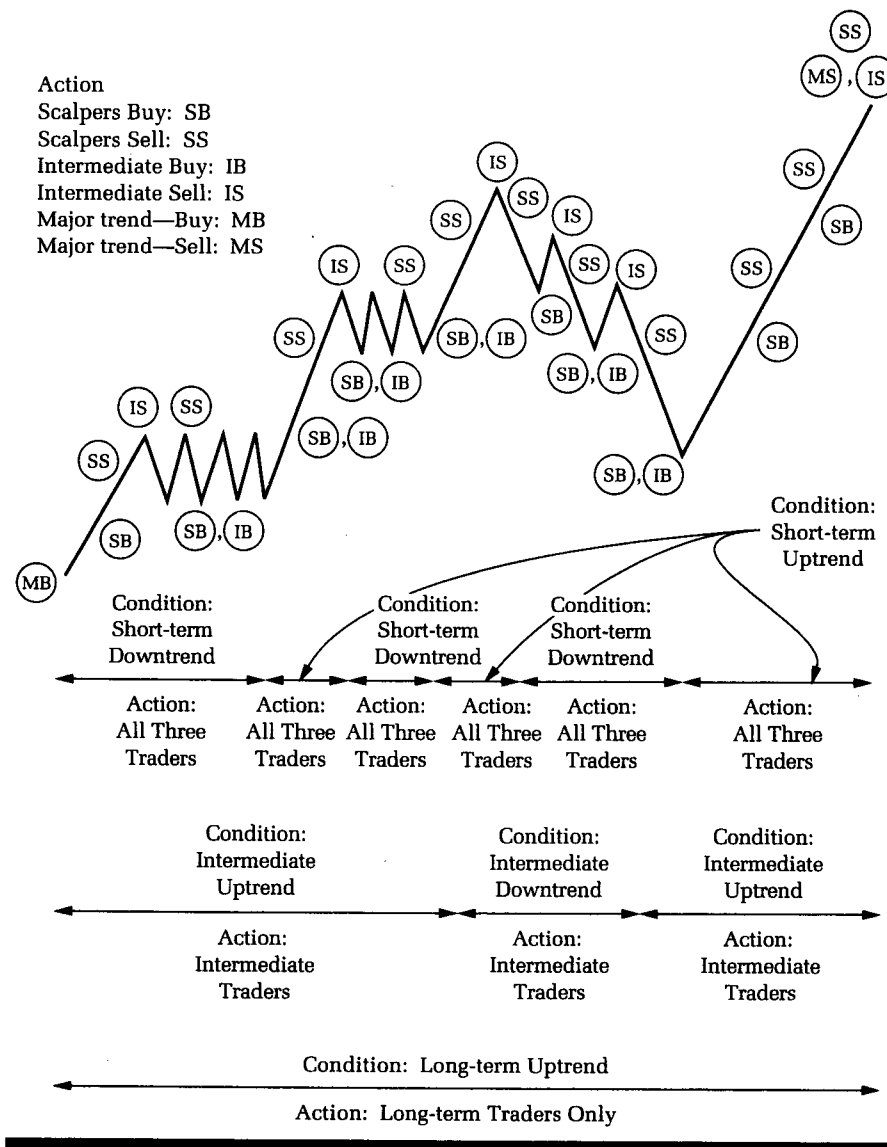 Action
Scalpers Buy: SB
Scalpers Sell: SS
Intermediate Buy: IB
Intermediate Sell: IS
Major trend—Buy: MB
Major trend—Sell: MS
SS
MS, IS
IS
SS
SS
IS
SS
SB
IS
SS
SS
IS
SS
SS
SB, IB
SB
SS
SB
SB, IB
SB, IB
IS
SS
SB, IB
SS
SB, IB
SB
SB, IB
MB
Condition:
Short-term
Uptrend
Condition:
Short-term
Downtrend
Condition:
Short-term
Downtrend
Condition:
Short-term
Downtrend
Action:
All Three
Traders
Action:
All Three
Traders
Action:
All Three
Traders
Action:
All Three
Traders
Action:
All Three
Traders
Action:
All Three
Traders
Condition:
Intermediate
Uptrend
Condition:
Intermediate
Downtrend
Condition:
Intermediate
Uptrend
Action:
Intermediate
Traders
Action:
Intermediate
Traders
Action:
Intermediate
Traders
Condition: Long-term Uptrend
Action: Long-term Traders Only